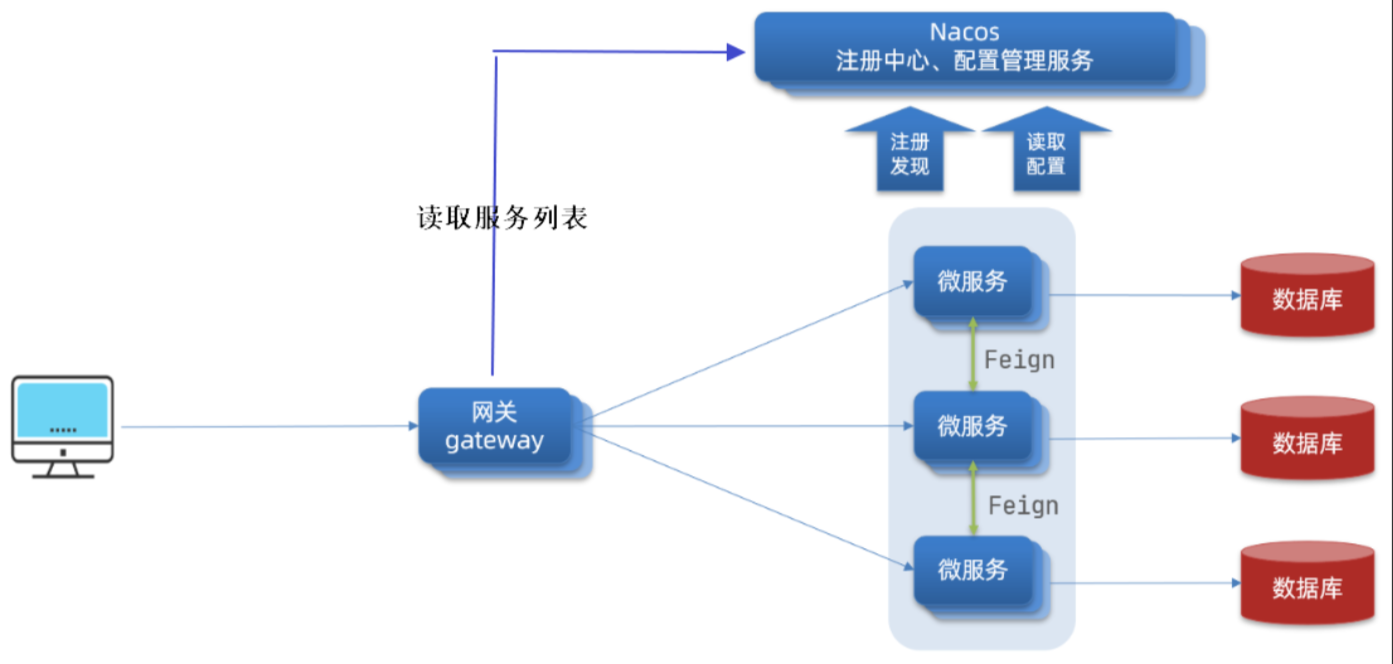 Nacos
注册中心、配置管理服务
注册
发现
读取
配置
读取服务列表
微服务
数据库
Feign
网关
gateway
微服务
数据库
Feign
微服务
数据库